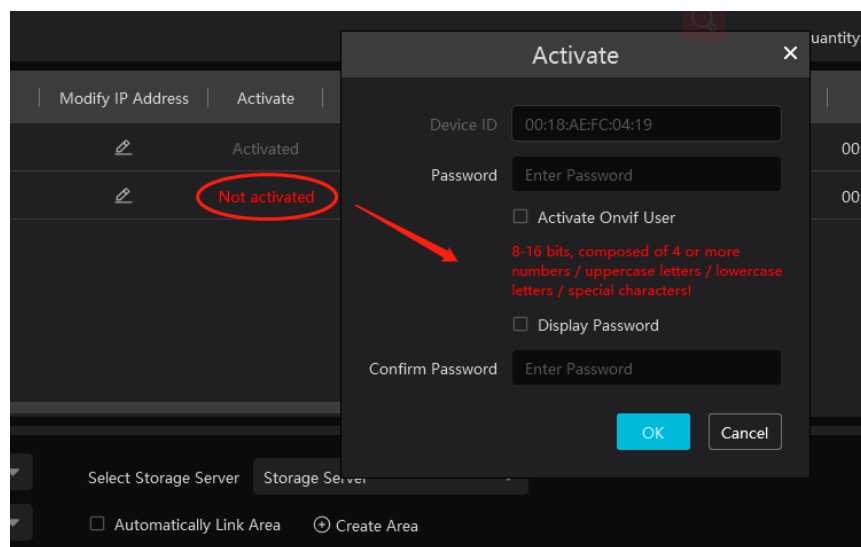 uantity
Activate
Modify IP Address
Activate
Device ID
00:18:AE:FC:04:19
Activated
00:
Password
Enter Password
Not activated
00:
Activate Onvif User
8-16 bits, composed of 4 or more
numbers / uppercase letters / lowercase
letters / special characters!
Display Password
Confirm Password
Enter Password
OK
Cancel
Select Storage Server
Storage Server
Automatically Link Area
Create Area